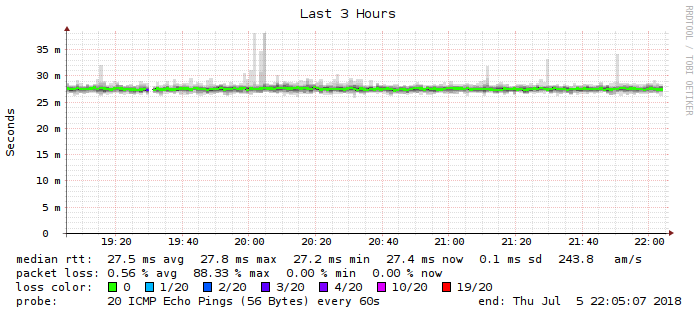 Last 3 Hours
RRDTOOL / TOBI OETIKER
Seconds
35 m
30 m
25 m
20 m
15 m
10 m
5 m
0
19:20 19:40 20:00 20:20 20:40 21:00 21:20 21:40 22:00
median rtt: 27.5 ms avg 27.8 ms max 27.2 ms min 27.4 ms now 0.1 ms sd 243.8 am/s
packet loss: 0.56 % avg 88.33 % max 0.00 % min 0.00 % now
loss color: 0 1/20 2/20 3/20 4/20 10/20 19/20
probe: 20 ICMP Echo Pings (56 Bytes) every 60s end: Thu Jul 5 22:05:07 2018